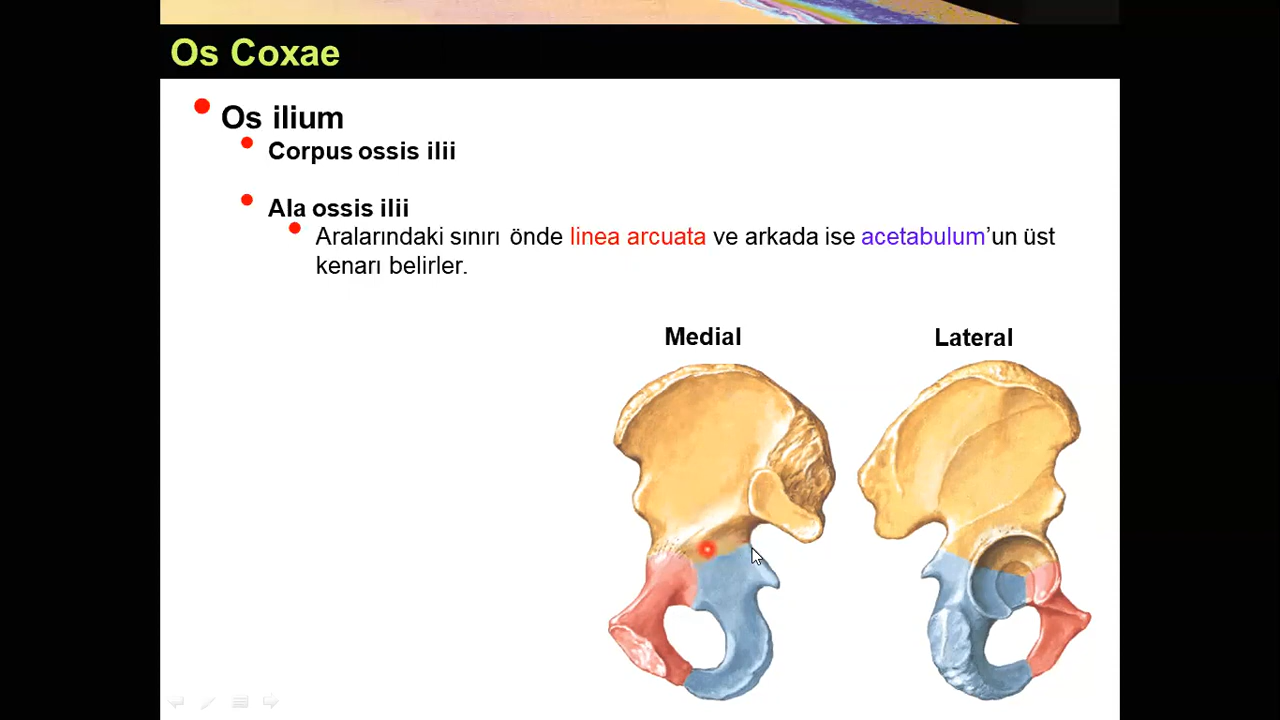 Os Coxae
Os ilium
Corpus ossis ilii
Ala ossis ilii
Aralarındaki sınırı önde linea arcuata ve arkada ise acetabulum’un üst
kenarı belirler.
Medial
Lateral